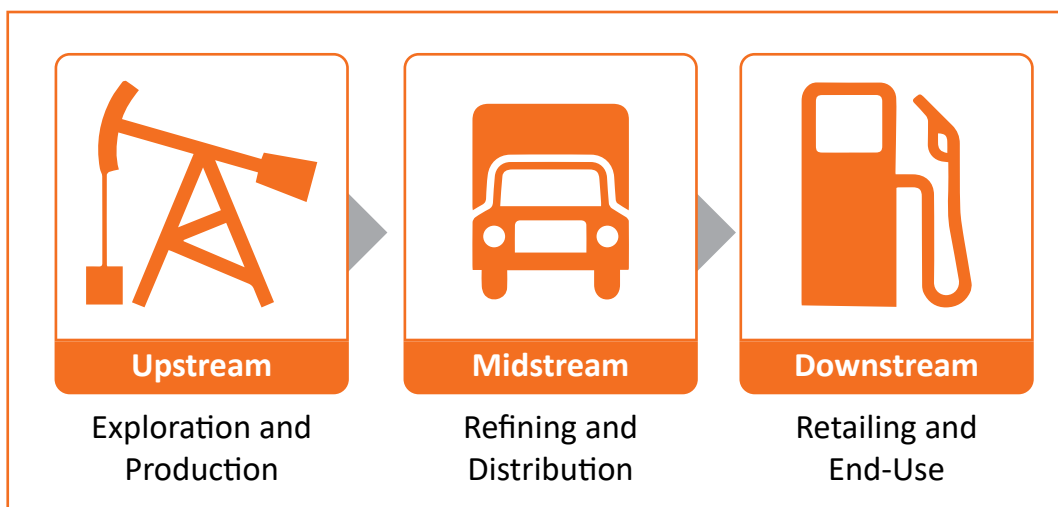 Upstream
Midstream
Downstream
Exploration and
Production
Refining and
Distribution
Retailing and
End-Use